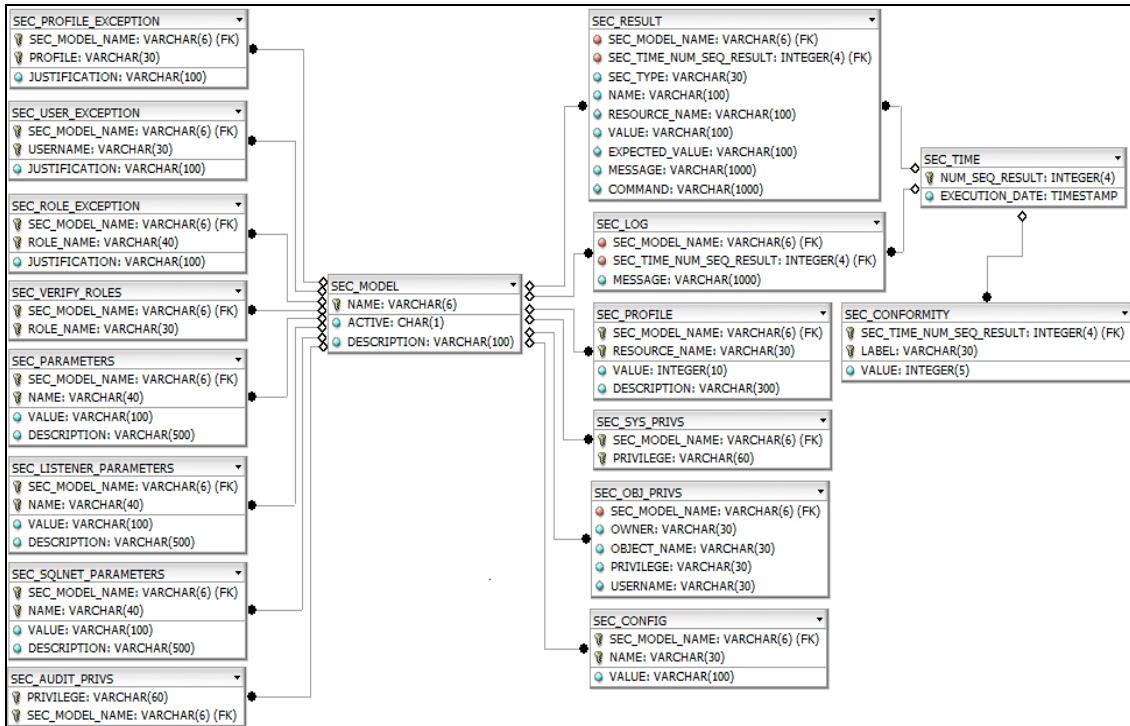 SEC_PROFILE_EXCEPTION
SEC_MODEL_NAME: VARCHAR(6) (FK)
PROFILE: VARCHAR(30)
JUSTIFICATION: VARCHAR(100)
SEC_USER_EXCEPTION
SEC_MODEL_NAME: VARCHAR(6) (FK)
USERNAME: VARCHAR(30)
JUSTIFICATION: VARCHAR(100)
SEC_ROLE_EXCEPTION
SEC_MODEL_NAME: VARCHAR(6) (FK)
ROLE_NAME: VARCHAR(40)
JUSTIFICATION: VARCHAR(100)
SEC_VERIFY_ROLES
SEC_MODEL_NAME: VARCHAR(6) (FK)
ROLE_NAME: VARCHAR(30)
SEC_PARAMETERS
SEC_MODEL_NAME: VARCHAR(6) (FK)
NAME: VARCHAR(40)
VALUE: VARCHAR(100)
DESCRIPTION: VARCHAR(500)
SEC_LISTENER_PARAMETERS
SEC_MODEL_NAME: VARCHAR(6) (FK)
NAME: VARCHAR(40)
VALUE: VARCHAR(100)
DESCRIPTION: VARCHAR(500)
SEC_SQLNET_PARAMETERS
SEC_MODEL_NAME: VARCHAR(6) (FK)
NAME: VARCHAR(40)
VALUE: VARCHAR(100)
DESCRIPTION: VARCHAR(500)
SEC_AUDIT_PRIVS
PRIVILEGE: VARCHAR(60)
SEC_MODEL_NAME: VARCHAR(6) (FK)
SEC_MODEL
NAME: VARCHAR(6)
ACTIVE: CHAR(1)
DESCRIPTION: VARCHAR(100)
SEC_RESULT
SEC_MODEL_NAME: VARCHAR(6) (FK)
SEC_TIME_NUM_SEQ_RESULT: INTEGER(4) (FK)
SEC_TYPE: VARCHAR(30)
NAME: VARCHAR(100)
RESOURCE_NAME: VARCHAR(100)
VALUE: VARCHAR(100)
EXPECTED_VALUE: VARCHAR(100)
MESSAGE: VARCHAR(1000)
COMMAND: VARCHAR(1000)
SEC_LOG
SEC_MODEL_NAME: VARCHAR(6) (FK)
SEC_TIME_NUM_SEQ_RESULT: INTEGER(4) (FK)
MESSAGE: VARCHAR(1000)
SEC_PROFILE
SEC_MODEL_NAME: VARCHAR(6) (FK)
RESOURCE_NAME: VARCHAR(30)
VALUE: INTEGER(10)
DESCRIPTION: VARCHAR(300)
SEC_SYS_PRIVS
SEC_MODEL_NAME: VARCHAR(6) (FK)
PRIVILEGE: VARCHAR(60)
SEC_OBJ_PRIVS
SEC_MODEL_NAME: VARCHAR(6) (FK)
OWNER: VARCHAR(30)
OBJECT_NAME: VARCHAR(30)
PRIVILEGE: VARCHAR(30)
USERNAME: VARCHAR(30)
SEC_CONFIG
SEC_MODEL_NAME: VARCHAR(6) (FK)
NAME: VARCHAR(30)
VALUE: VARCHAR(100)
SEC_TIME
NUM_SEQ_RESULT: INTEGER(4)
EXECUTION_DATE: TIMESTAMP
SEC_CONFORMITY
SEC_TIME_NUM_SEQ_RESULT: INTEGER(4) (FK)
LABEL: VARCHAR(30)
VALUE: INTEGER(5)